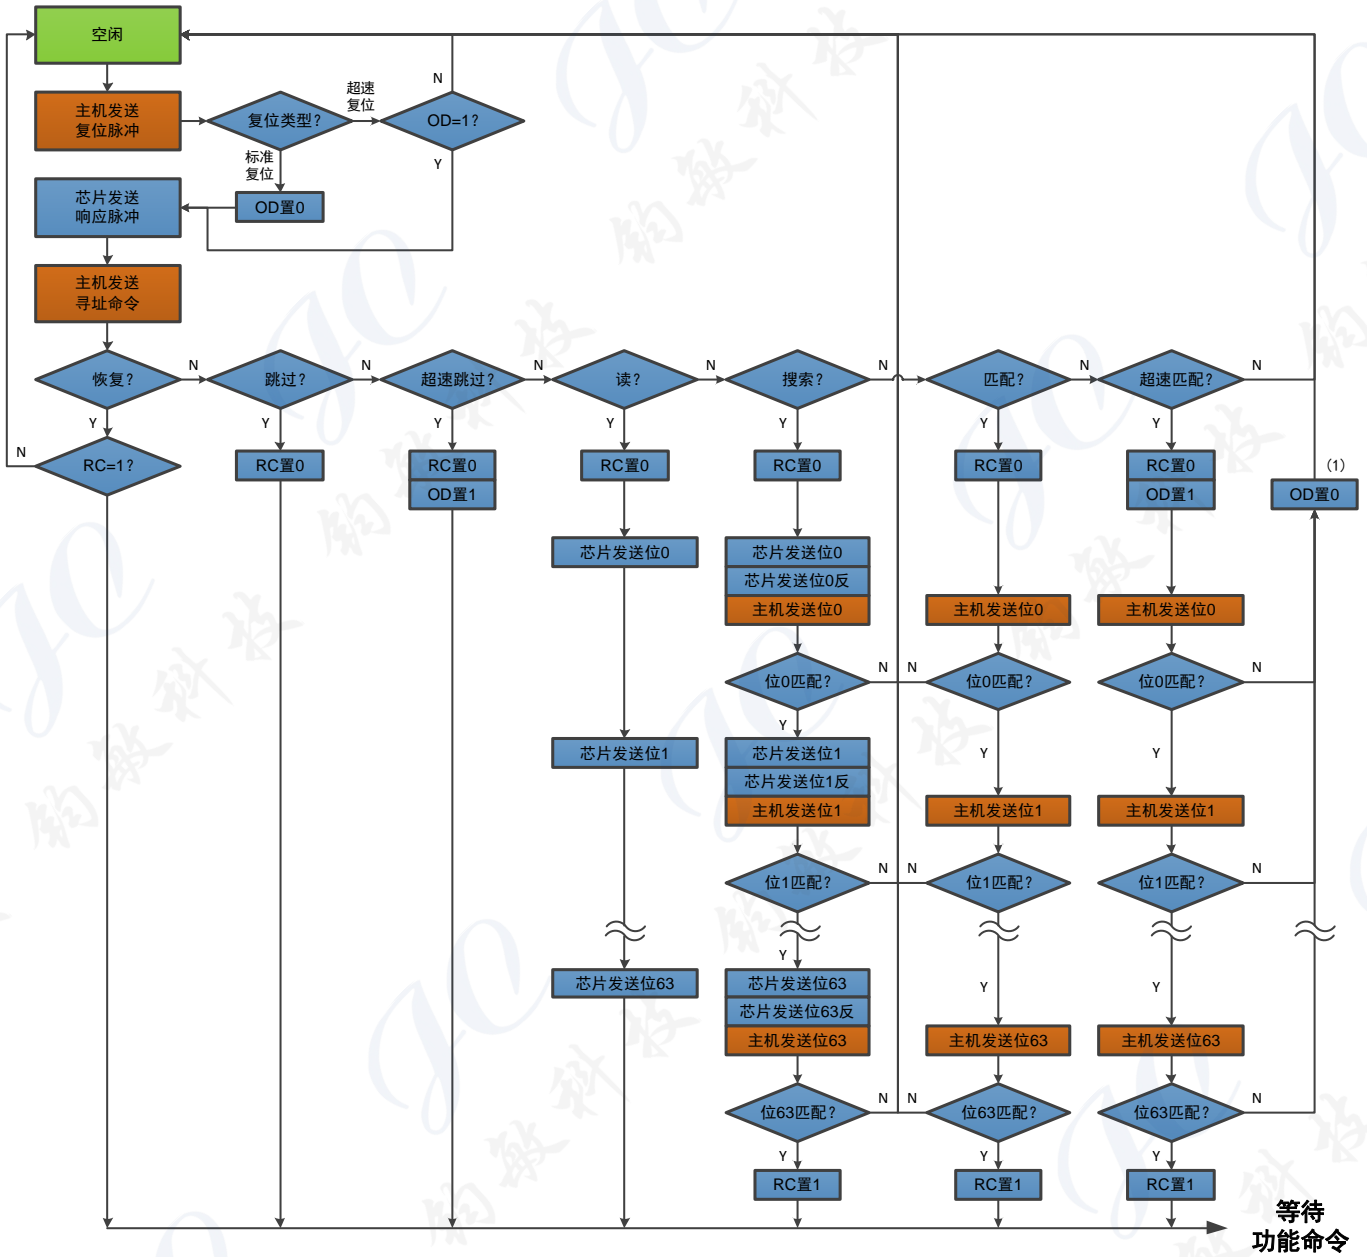 空闲
主机发送
复位脉冲
复位类型?
超速
复位
OD=1?
N
Y
标准
复位
OD置0
芯片发送
响应脉冲
主机发送
寻址命令
恢复?
N
跳过?
N
超速跳过?
N
读?
N
搜索?
N
匹配?
N
超速匹配?
N
Y
Y
Y
Y
Y
Y
Y
N
RC=1?
RC置0
RC置0
OD置1
RC置0
RC置0
RC置0
RC置0
OD置1
(1)
OD置0
芯片发送位0
芯片发送位0
芯片发送位0反
主机发送位0
主机发送位0
主机发送位0
位0匹配?
N
N
位0匹配?
位0匹配?
N
Y
Y
Y
芯片发送位1
芯片发送位1
芯片发送位1反
主机发送位1
主机发送位1
主机发送位1
位1匹配?
N
N
位1匹配?
位1匹配?
N
Y
Y
Y
芯片发送位63
芯片发送位63
芯片发送位63反
主机发送位63
主机发送位63
主机发送位63
位63匹配?
N
N
位63匹配?
位63匹配?
N
Y
Y
Y
RC置1
RC置1
RC置1
等待
功能命令